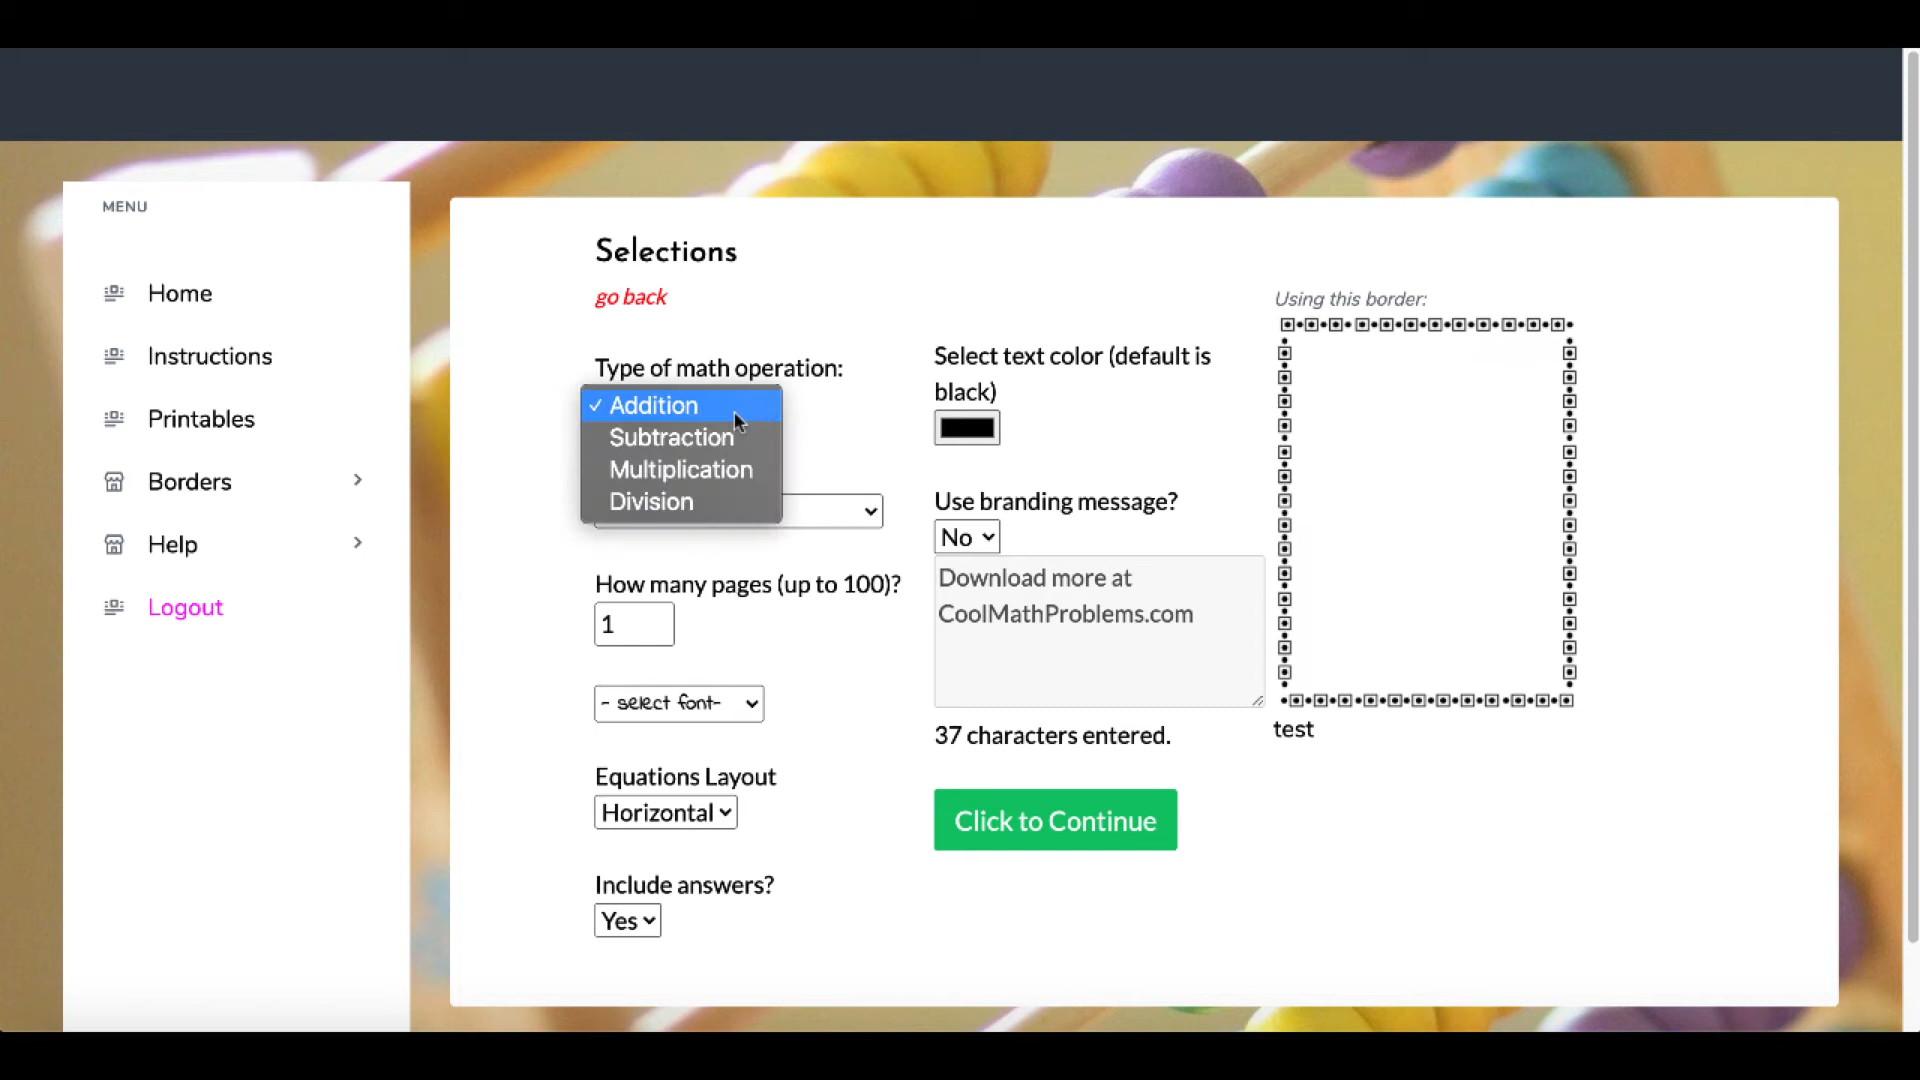 MENU
Home
Instructions
Printables
Borders
Help
Logout
Selections
go back
Type of math operation:
✓ Addition
Subtraction
Multiplication
Division
How many pages (up to 100)?
1
- select font-
Equations Layout
Horizontal
Include answers?
Yes
Select text color (default is
black)
Use branding message?
No
Download more at
CoolMathProblems.com
37 characters entered.
Click to Continue
Using this border:
test